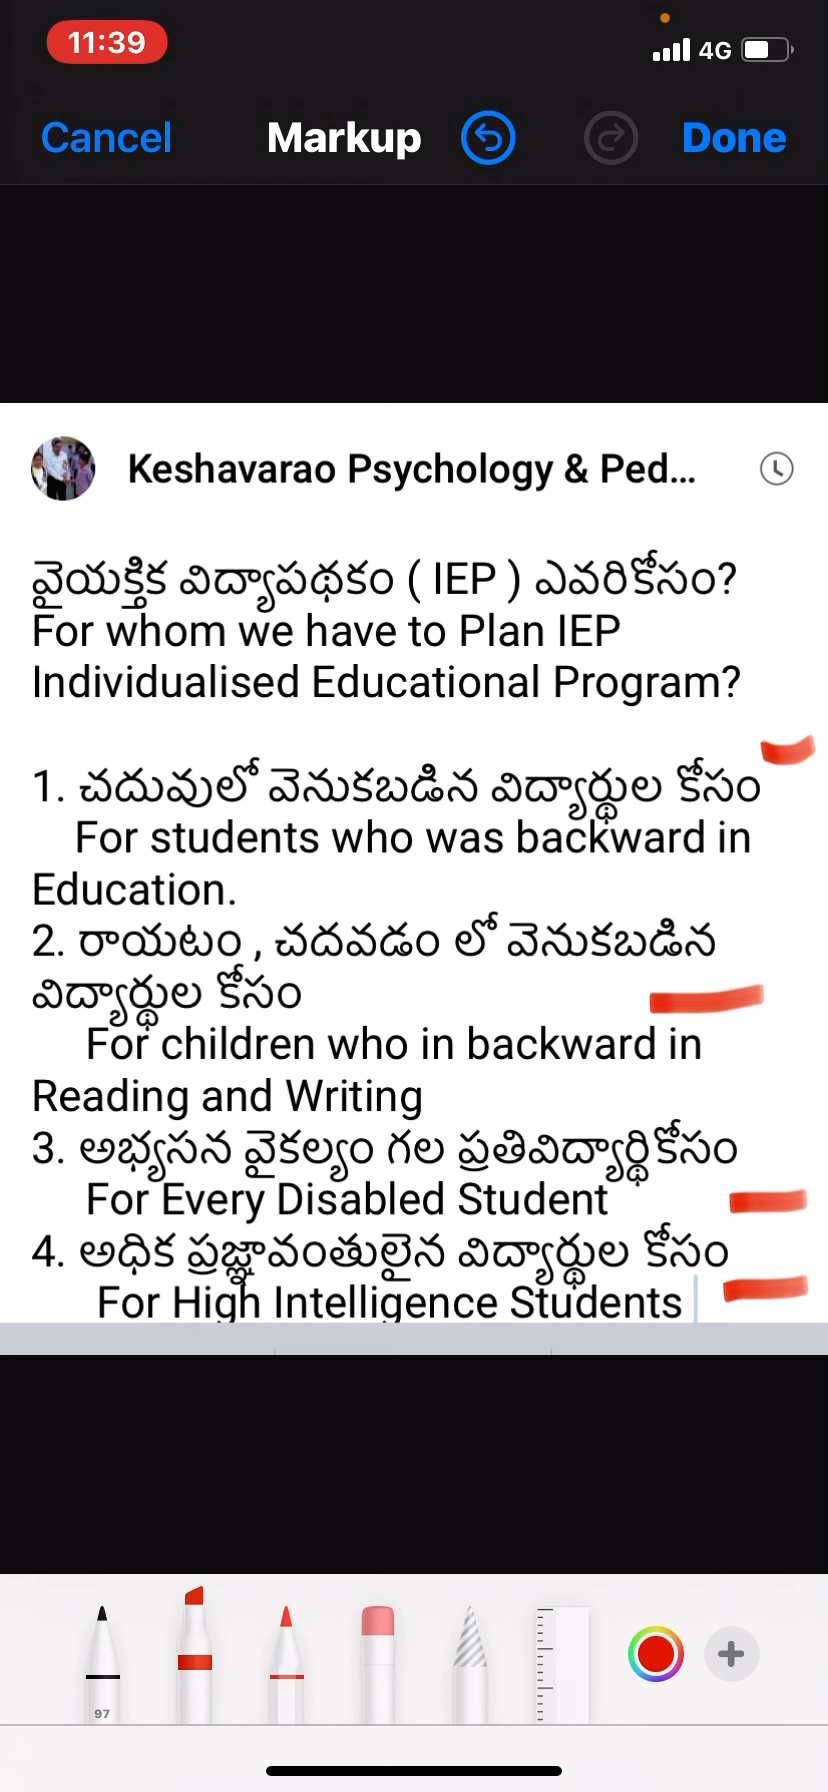 11:39
4G
Cancel Markup Done
Keshavarao Psychology & Ped...
వైయక్తిక విద్యాపథకం ( IEP ) ఎవరికోసం?
For whom we have to Plan IEP
Individualised Educational Program?
1. చదువులో వెనుకబడిన విద్యార్థుల కోసం
For students who was backward in
Education.
2. రాయటం , చదవడం లో వెనుకబడిన
విద్యార్థుల కోసం
For children who in backward in
Reading and Writing
3. అభ్యసన వైకల్యం గల ప్రతివిద్యార్థికోసం
For Every Disabled Student
4. అధిక ప్రజ్ఞావంతులైన విద్యార్థుల కోసం
For High Intelligence Students
97